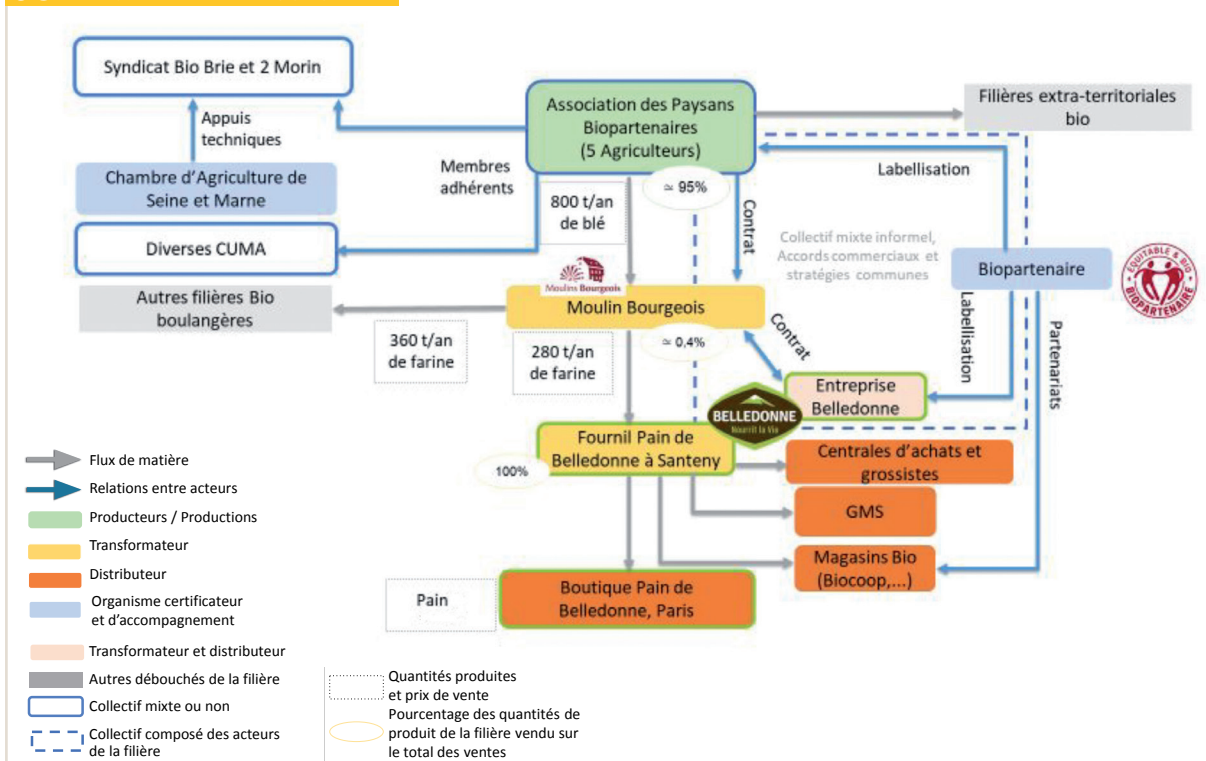 Syndicat Bio Brie et 2 Morin
Appuis
techniques
Chambre d'Agriculture de
Seine et Marne
Diverses CUMA
Autres filières Bio
boulangères
Association des Paysans
Biopartenaires
(5 Agriculteurs)
Membres
adhérents
800 t/an
de blé
≃ 95%
Contrat
Filières extra-territoriales
bio
Labellisation
Collectif mixte informel,
Accords commerciaux et
stratégies communes
Biopartenaire
ÉQUITABLE & BIO
BIOPARTENAIRE
Moulins Bourgeois
Moulin Bourgeois
360 t/an
de farine
280 t/an
de farine
≃ 0,4%
Contrat
Labellisation
Partenariats
Entreprise
Belledonne
BELLEDONNE
Nourrit la Vie
Fournil Pain de
Belledonne à Santeny
100%
Centrales d'achats et
grossistes
GMS
Magasins Bio
(Biocoop,...)
Pain
Boutique Pain de
Belledonne, Paris
Flux de matière
Relations entre acteurs
Producteurs / Productions
Transformateur
Distributeur
Organisme certificateur
et d'accompagnement
Transformateur et distributeur
Autres débouchés de la filière
Collectif mixte ou non
Collectif composé des acteurs
de la filière
Quantités produites
et prix de vente
Pourcentage des quantités de
produit de la filière vendu sur
le total des ventes